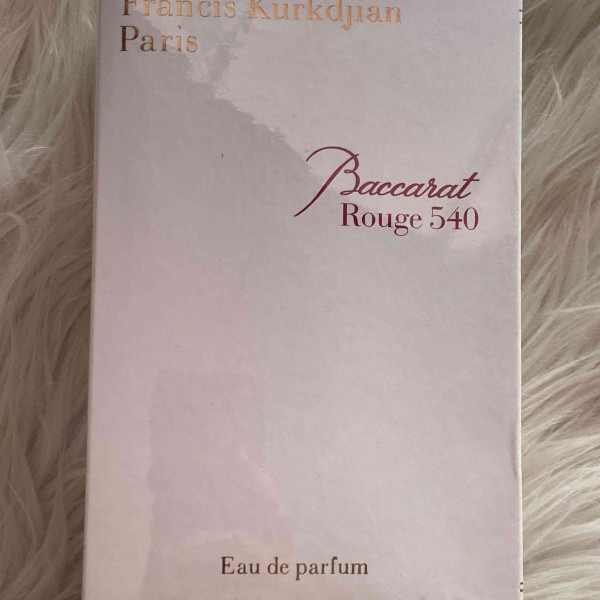 Francis Kurkdjian
Paris
Baccarat
Rouge 540
Eau de parfum